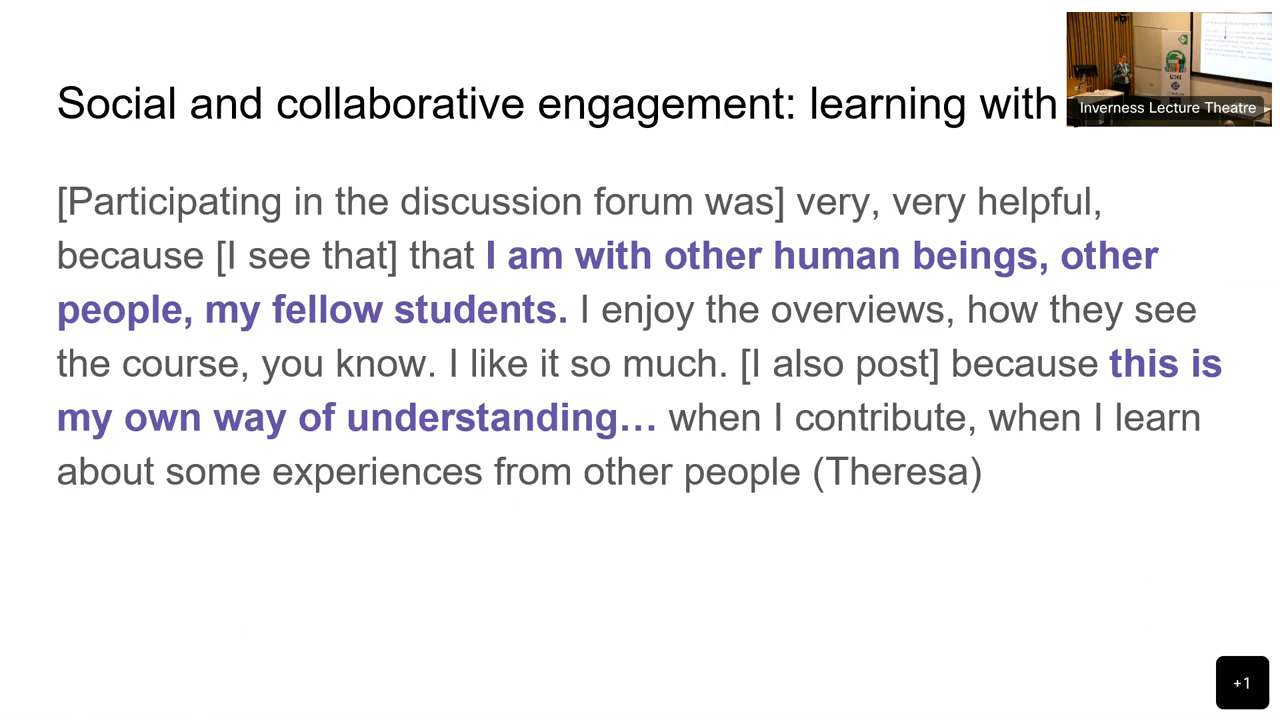 Social and collaborative engagement: learning with
Inverness Lecture Theatre
[Participating in the discussion forum was] very, very helpful,
because [I see that] that I am with other human beings, other
people, my fellow students. I enjoy the overviews, how they see
the course, you know. I like it so much. [I also post] because this is
my own way of understanding… when I contribute, when I learn
about some experiences from other people (Theresa)
+1